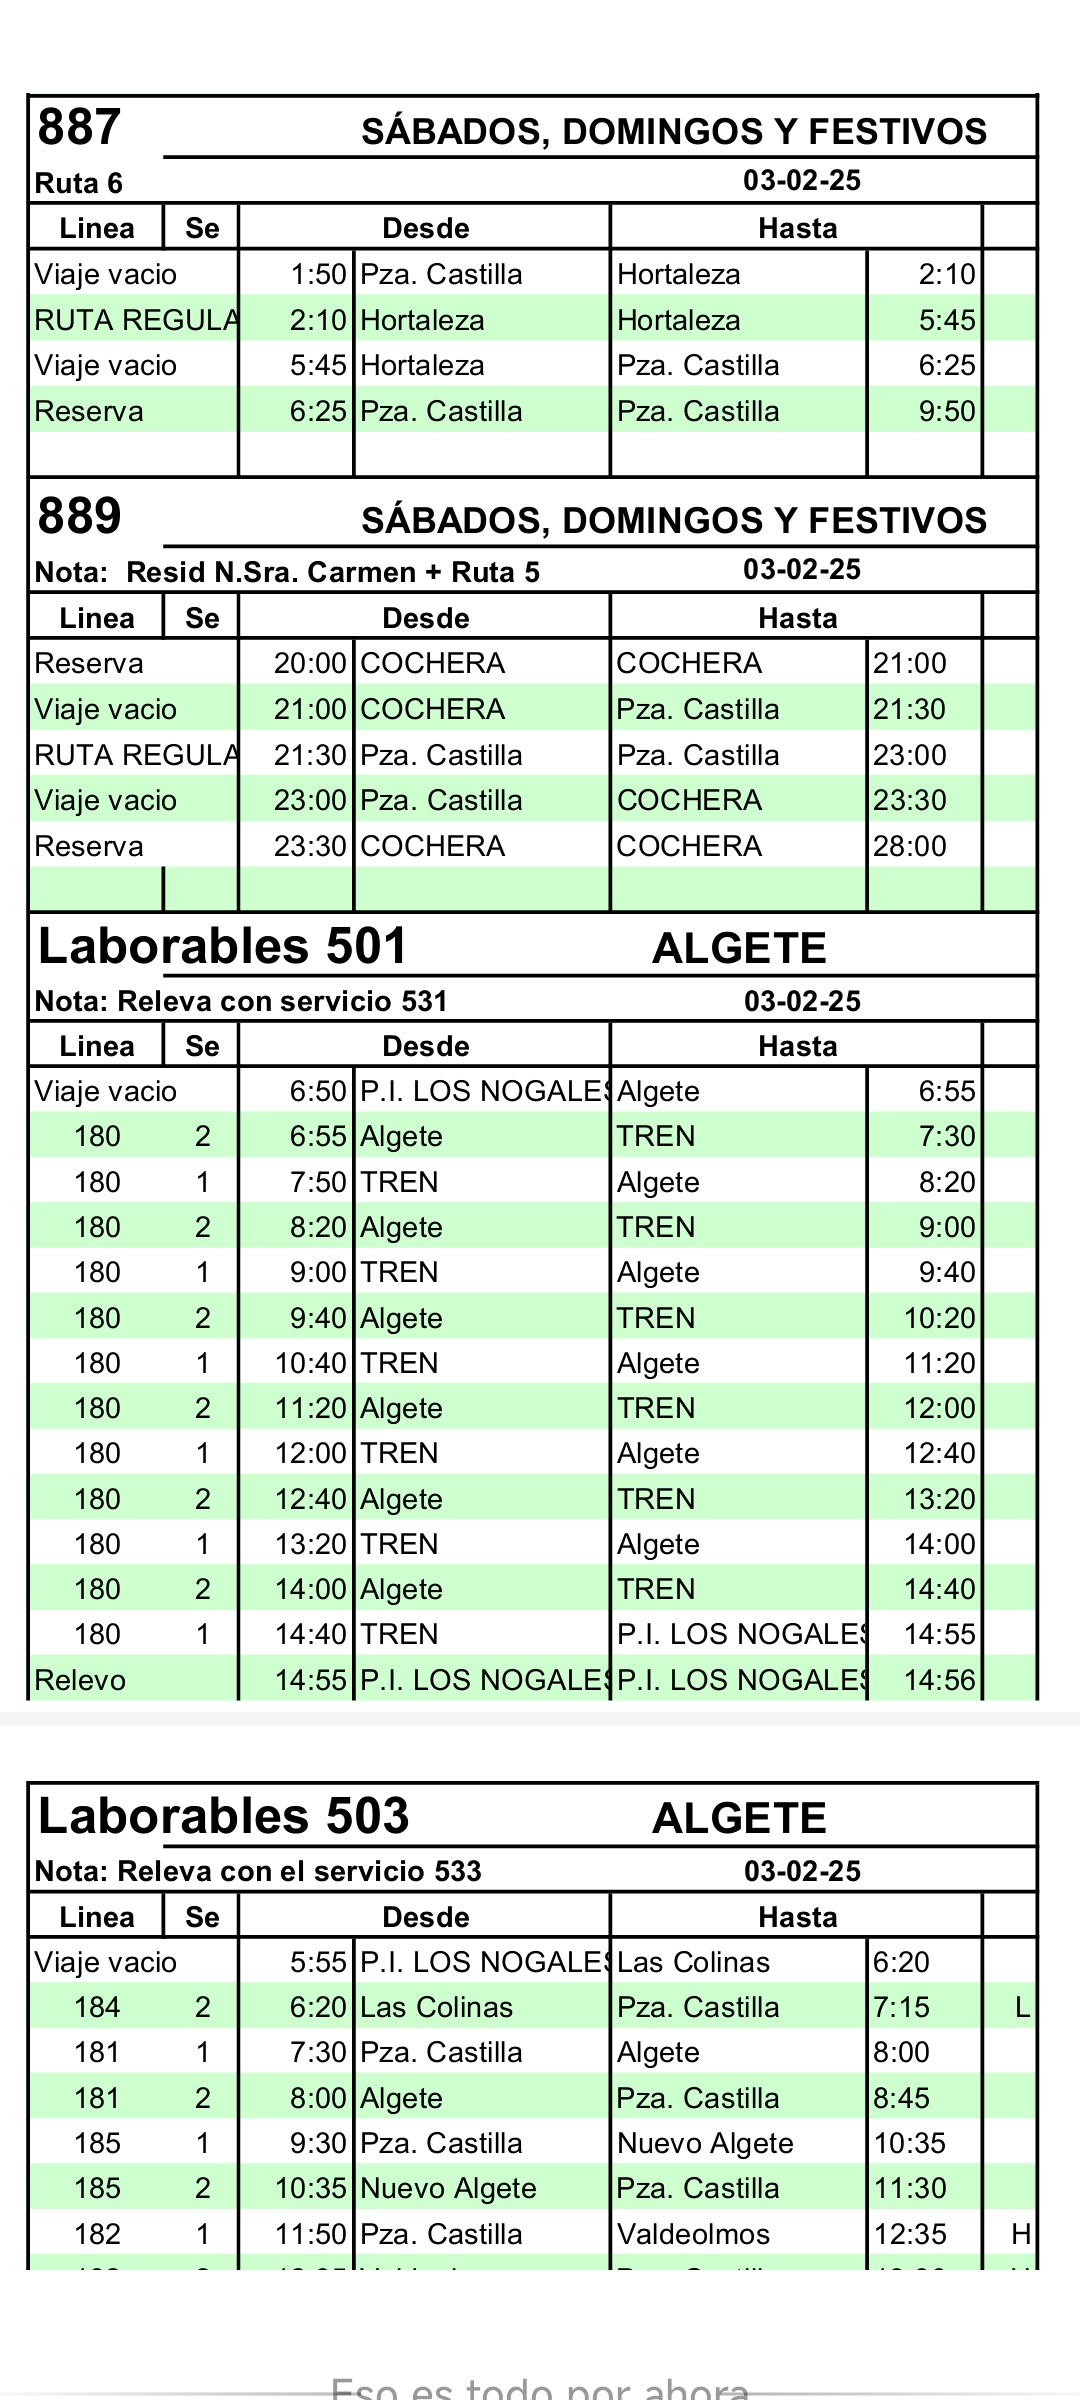 887 SÁBADOS, DOMINGOS Y FESTIVOS
Ruta 6 03-02-25
Linea Se Desde Hasta
Viaje vacio 1:50 Pza. Castilla Hortaleza 2:10
RUTA REGULA 2:10 Hortaleza Hortaleza 5:45
Viaje vacio 5:45 Hortaleza Pza. Castilla 6:25
Reserva 6:25 Pza. Castilla Pza. Castilla 9:50
889 SÁBADOS, DOMINGOS Y FESTIVOS
Nota: Resid N.Sra. Carmen + Ruta 5 03-02-25
Linea Se Desde Hasta
Reserva 20:00 COCHERA COCHERA 21:00
Viaje vacio 21:00 COCHERA Pza. Castilla 21:30
RUTA REGULA 21:30 Pza. Castilla Pza. Castilla 23:00
Viaje vacio 23:00 Pza. Castilla COCHERA 23:30
Reserva 23:30 COCHERA COCHERA 28:00
Laborables 501 ALGETE
Nota: Releva con servicio 531 03-02-25
Linea Se Desde Hasta
Viaje vacio 6:50 P.I. LOS NOGALES Algete 6:55
180 2 6:55 Algete TREN 7:30
180 1 7:50 TREN Algete 8:20
180 2 8:20 Algete TREN 9:00
180 1 9:00 TREN Algete 9:40
180 2 9:40 Algete TREN 10:20
180 1 10:40 TREN Algete 11:20
180 2 11:20 Algete TREN 12:00
180 1 12:00 TREN Algete 12:40
180 2 12:40 Algete TREN 13:20
180 1 13:20 TREN Algete 14:00
180 2 14:00 Algete TREN 14:40
180 1 14:40 TREN P.I. LOS NOGALES 14:55
Relevo 14:55 P.I. LOS NOGALES P.I. LOS NOGALES 14:56
Laborables 503 ALGETE
Nota: Releva con el servicio 533 03-02-25
Linea Se Desde Hasta
Viaje vacio 5:55 P.I. LOS NOGALES Las Colinas 6:20
184 2 6:20 Las Colinas Pza. Castilla 7:15 L
181 1 7:30 Pza. Castilla Algete 8:00
181 2 8:00 Algete Pza. Castilla 8:45
185 1 9:30 Pza. Castilla Nuevo Algete 10:35
185 2 10:35 Nuevo Algete Pza. Castilla 11:30
182 1 11:50 Pza. Castilla Valdeolmos 12:35 H
Eso es todo por ahora